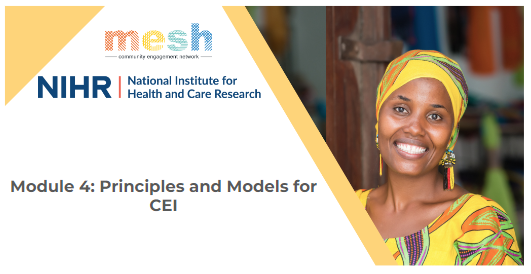 mesh
community engagement network
NIHR | National Institute for
Health and Care Research
Module 4: Principles and Models for
CEI